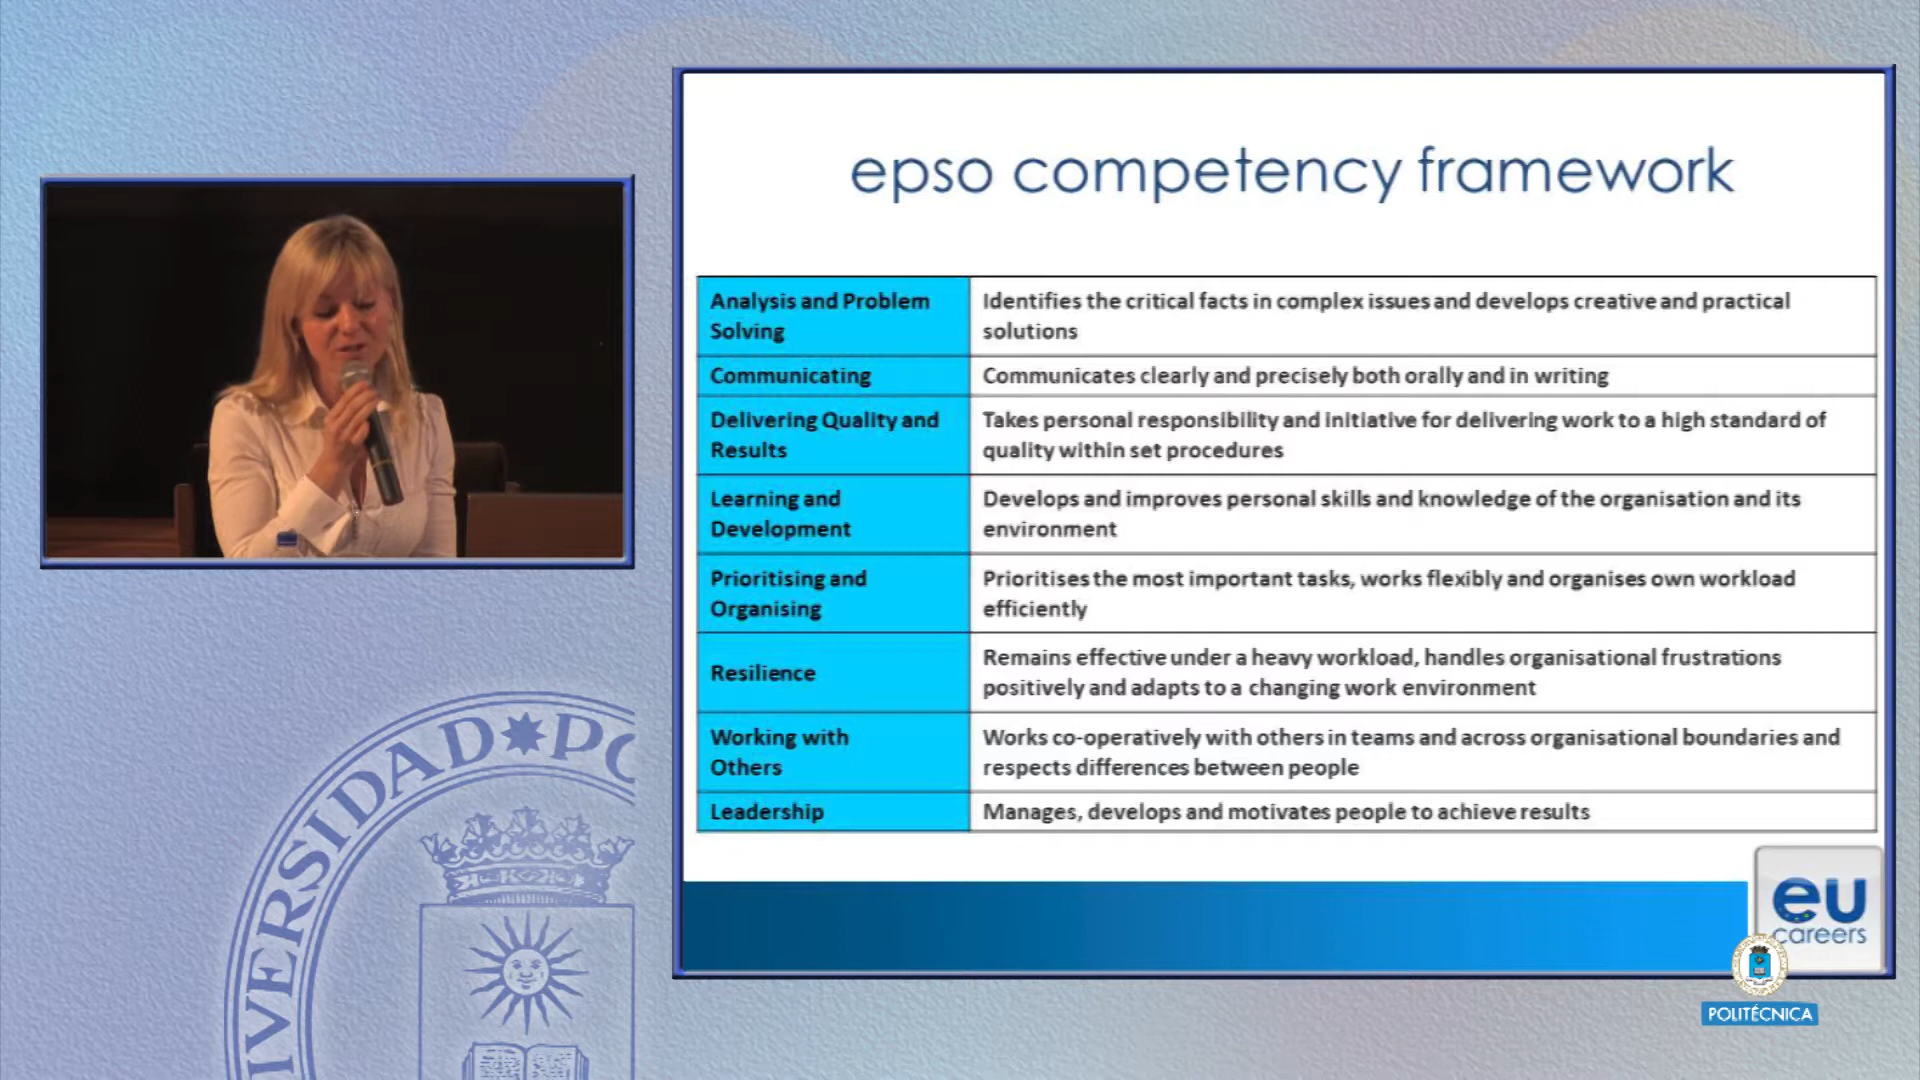 epso competency framework
Analysis and Problem
Solving
Identifies the critical facts in complex issues and develops creative and practical
solutions
Communicating
Communicates clearly and precisely both orally and in writing
Delivering Quality and
Results
Takes personal responsibility and initiative for delivering work to a high standard of
quality within set procedures
Learning and
Development
Develops and improves personal skills and knowledge of the organisation and its
environment
Prioritising and
Organising
Prioritises the most important tasks, works flexibly and organises own workload
efficiently
Resilience
Remains effective under a heavy workload, handles organisational frustrations
positively and adapts to a changing work environment
Working with
Others
Works co-operatively with others in teams and across organisational boundaries and
respects differences between people
Leadership
Manages, develops and motivates people to achieve results
eu
careers
POLITÉCNICA
IVERSIDAD PO